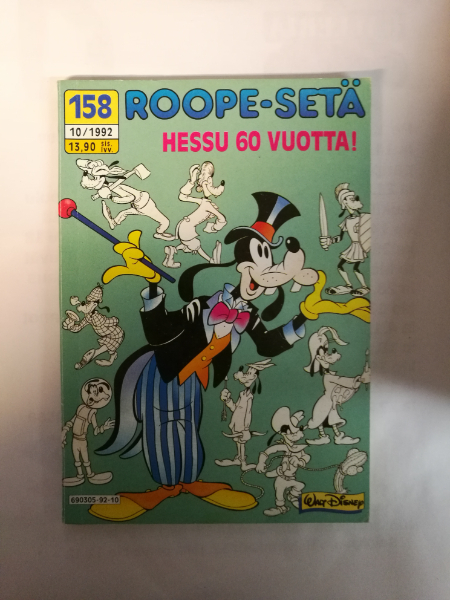 158
ROOPE-SETÄ
10/1992
HESSU 60 VUOTTA!
13,90 sis. lvv.
690305-92-10
WALT DISNEY